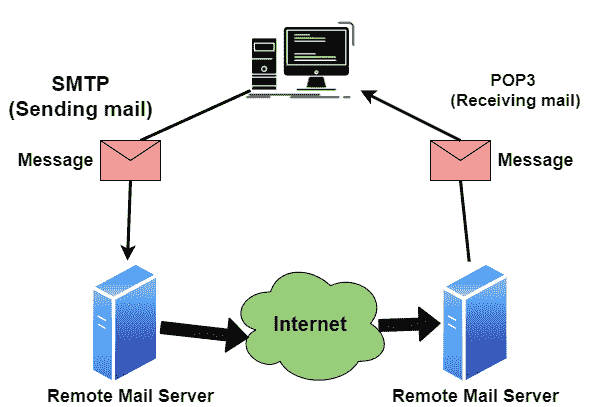 SMTP
(Sending mail)
POP3
(Receiving mail)
Message
Message
Internet
Remote Mail Server
Remote Mail Server